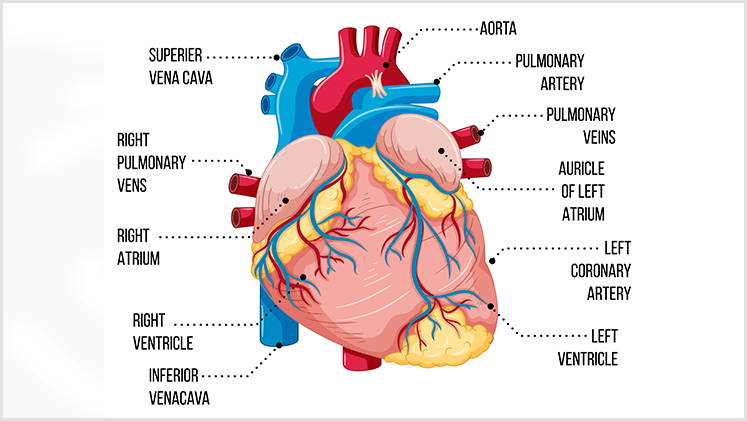 SUPERIER
VENA CAVA
RIGHT
PULMONARY
VENS
RIGHT
ATRIUM
RIGHT
VENTRICLE
INFERIOR
VENACAVA
AORTA
PULMONARY
ARTERY
PULMONARY
VEINS
AURICLE
OF LEFT
ATRIUM
LEFT
CORONARY
ARTERY
LEFT
VENTRICLE